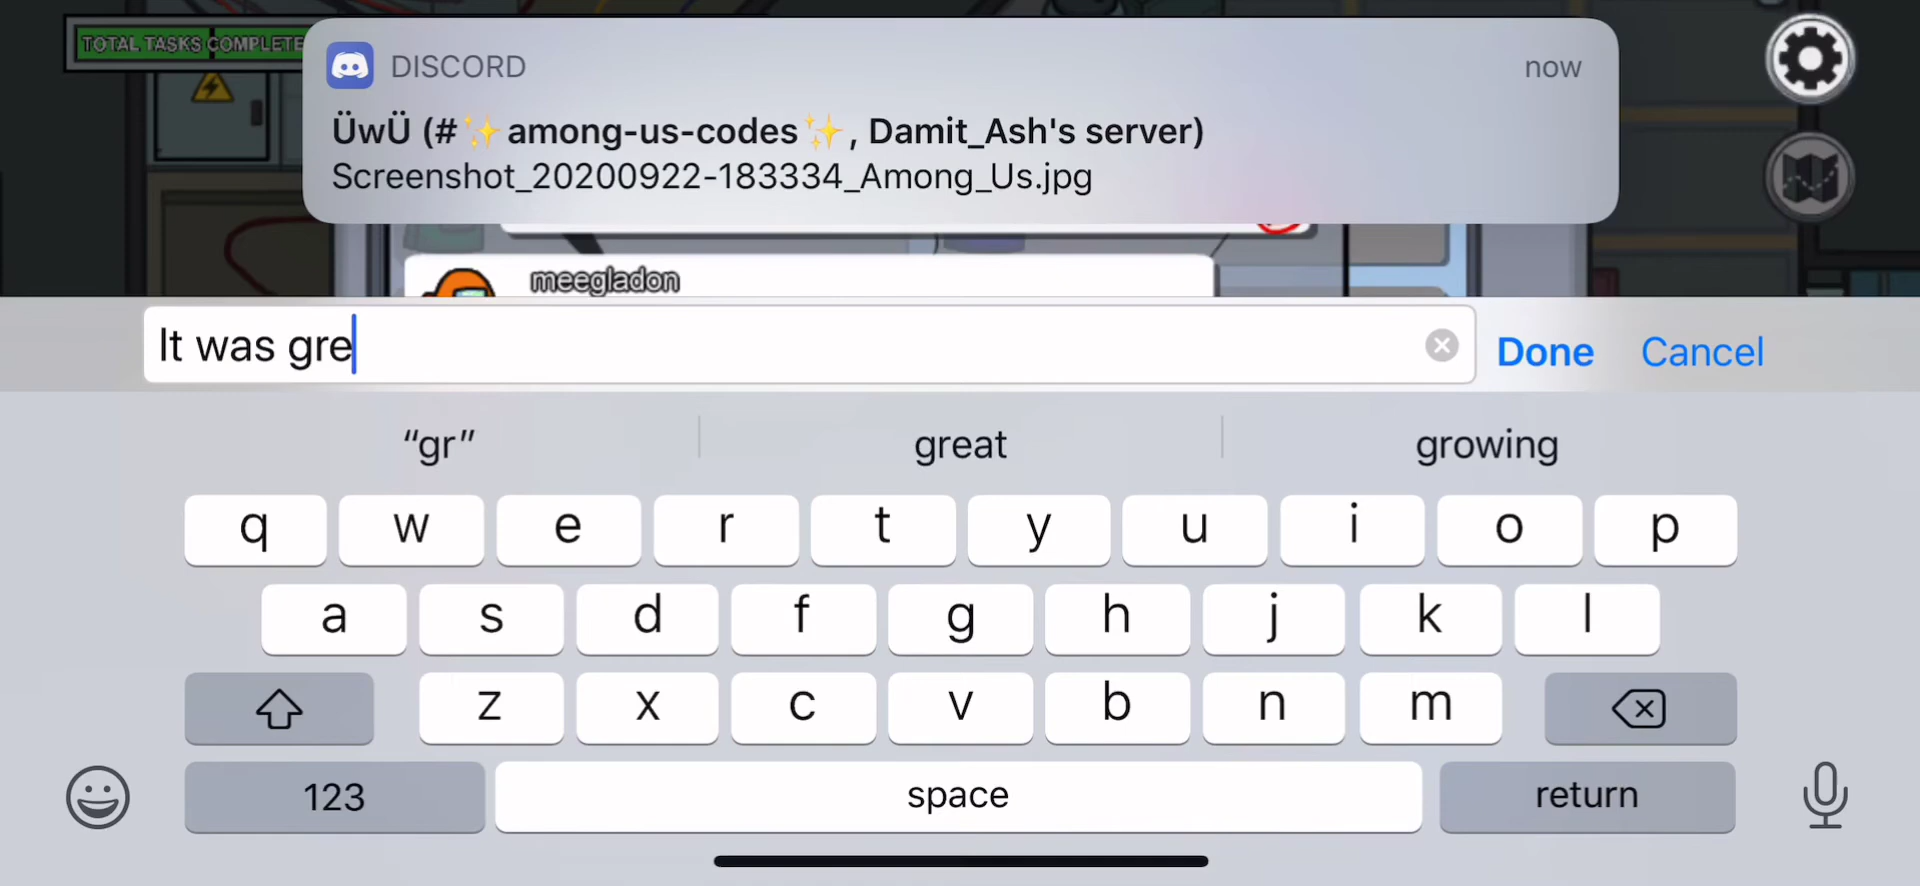 TOTAL TASKS COMPLETE
DISCORD
now
ÜwÜ (#✨among-us-codes✨, Damit_Ash's server)
Screenshot_20200922-183334_Among_Us.jpg
meegladon
It was gre
Done
Cancel
“gr”
great
growing
q w e r t y u i o p
a s d f g h j k l
z x c v b n m
123
space
return